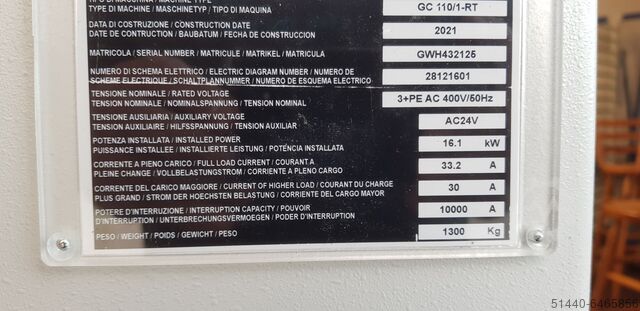 TIPO DI MACCHINA / MACHINE TYPE
TYPE DI MACHINE / MASCHINETYP / TIPO DI MAQUINA
GC 110/1-RT
DATA DI COSTRUZIONE / CONSTRUCTION DATE
DATE DE CONTRUCTION / BAUBATUM / FECHA DE CONSTRUCCION
2021
MATRICOLA / SERIAL NUMBER / MATRICULE / MATRIKEL / MATRICULA
GWH432125
NUMERO DI SCHEMA ELETTRICO / ELECTRIC DIAGRAM NUMBER / NUMERO DE
SCHEME ELECTRIQUE / SCHALTPLANNUMMER / NUMERO DE ESQUEMA ELECTRICO
28121601
TENSIONE NOMINALE / RATED VOLTAGE
TENSION NOMINALE / NOMINALSPANNUNG / TENSION NOMINAL
3+PE AC 400V/50Hz
TENSIONE AUSILIARIA / AUXILIARY VOLTAGE
TENSION AUXILIAIRE / HILFSSPANNUNG / TENSION AUXILIAR
AC24V
POTENZA INSTALLATA / INSTALLED POWER
PUISSANCE INSTALLEE / INSTALLIERTE LEISTUNG / POTÉNCIA INSTALLATA
16.1 kW
CORRENTE A PIENO CARICO / FULL LOAD CURRENT / COURANT A
PLEINE CHANGE / VOLLBELASTUNGSTROM / CORRIENTE A PLENO CARGO
33.2 A
CORRENTE DEL CARICO MAGGIORE / CURRENT OF HIGHER LOAD / COURANT DU CHARGE
PLUS GRAND / STROM DER HOECHSTEN BELASTUNG / CORRIENTE DEL CARGO MAYOR
30 A
POTERE D'INTERRUZIONE / INTERRUPTION CAPACITY / POUVOIR
D'INTERRUPTION / UNTERBRECHUNGSVERMOEGEN / PODER D'INTERRUPTION
10000 A
PESO / WEIGHT / POIDS / GEWICHT / PESO
1300 Kg
51440-6465856